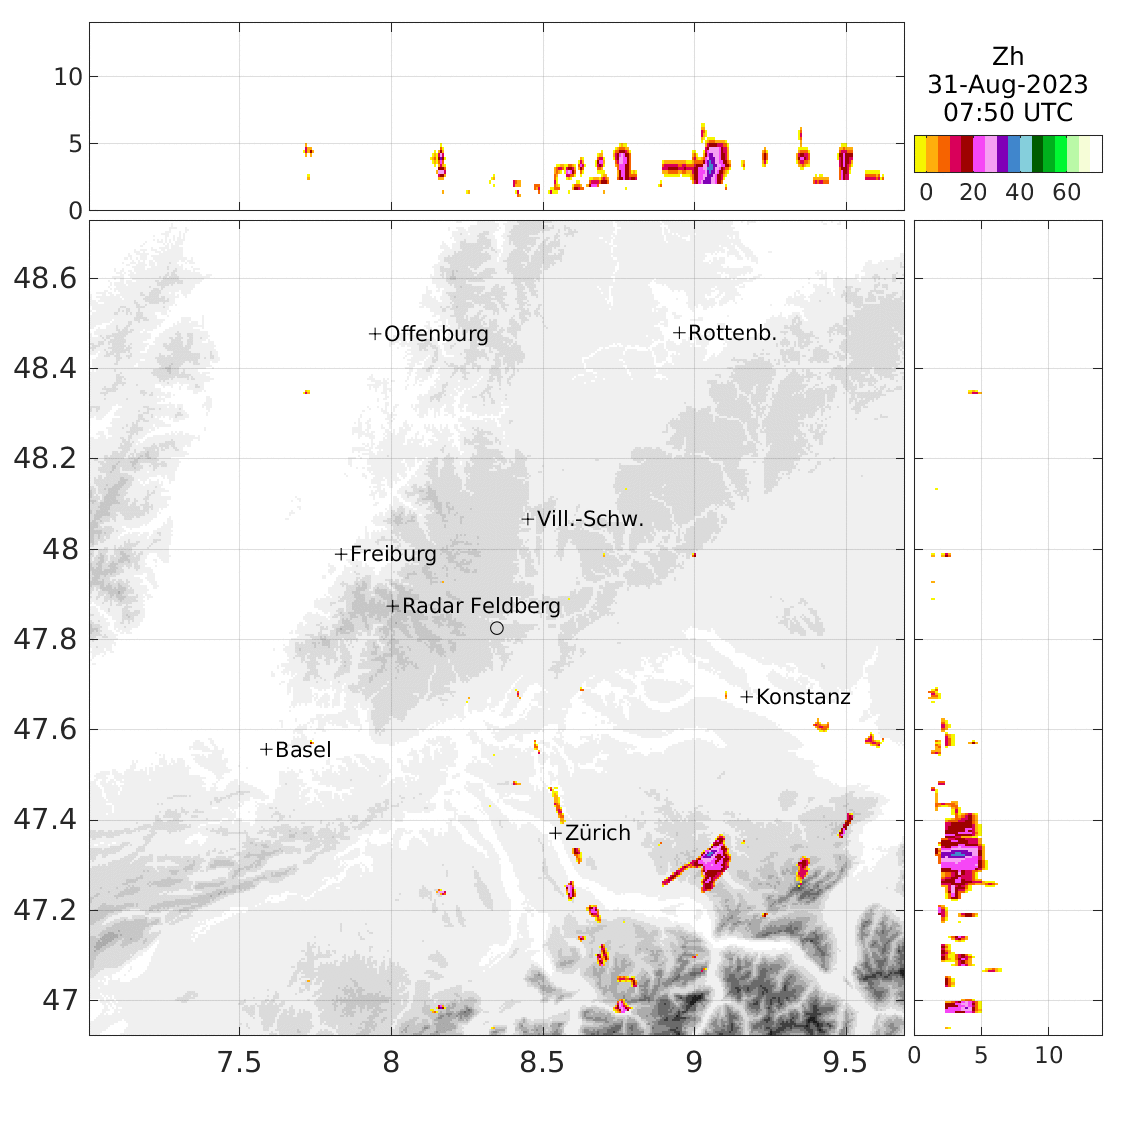 10
5
0
Zh
31-Aug-2023
07:50 UTC
0 20 40 60
48.6
48.4
48.2
48
47.8
47.6
47.4
47.2
47
+Offenburg
+Rottenb.
+Vill.-Schw.
+Freiburg
+Radar Feldberg
+Konstanz
+Basel
+Zürich
7.5 8 8.5 9 9.5
0 5 10